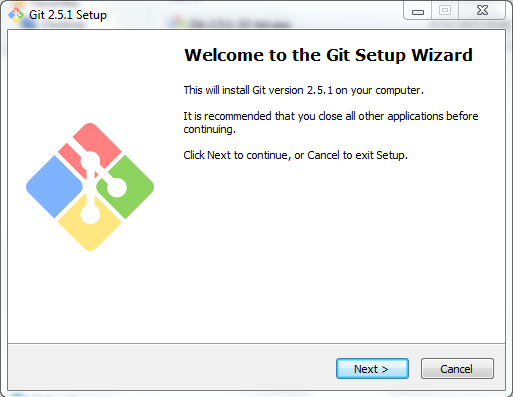 Git 2.5.1 Setup
Welcome to the Git Setup Wizard
This will install Git version 2.5.1 on your computer.
It is recommended that you close all other applications before
continuing.
Click Next to continue, or Cancel to exit Setup.
Next >
Cancel